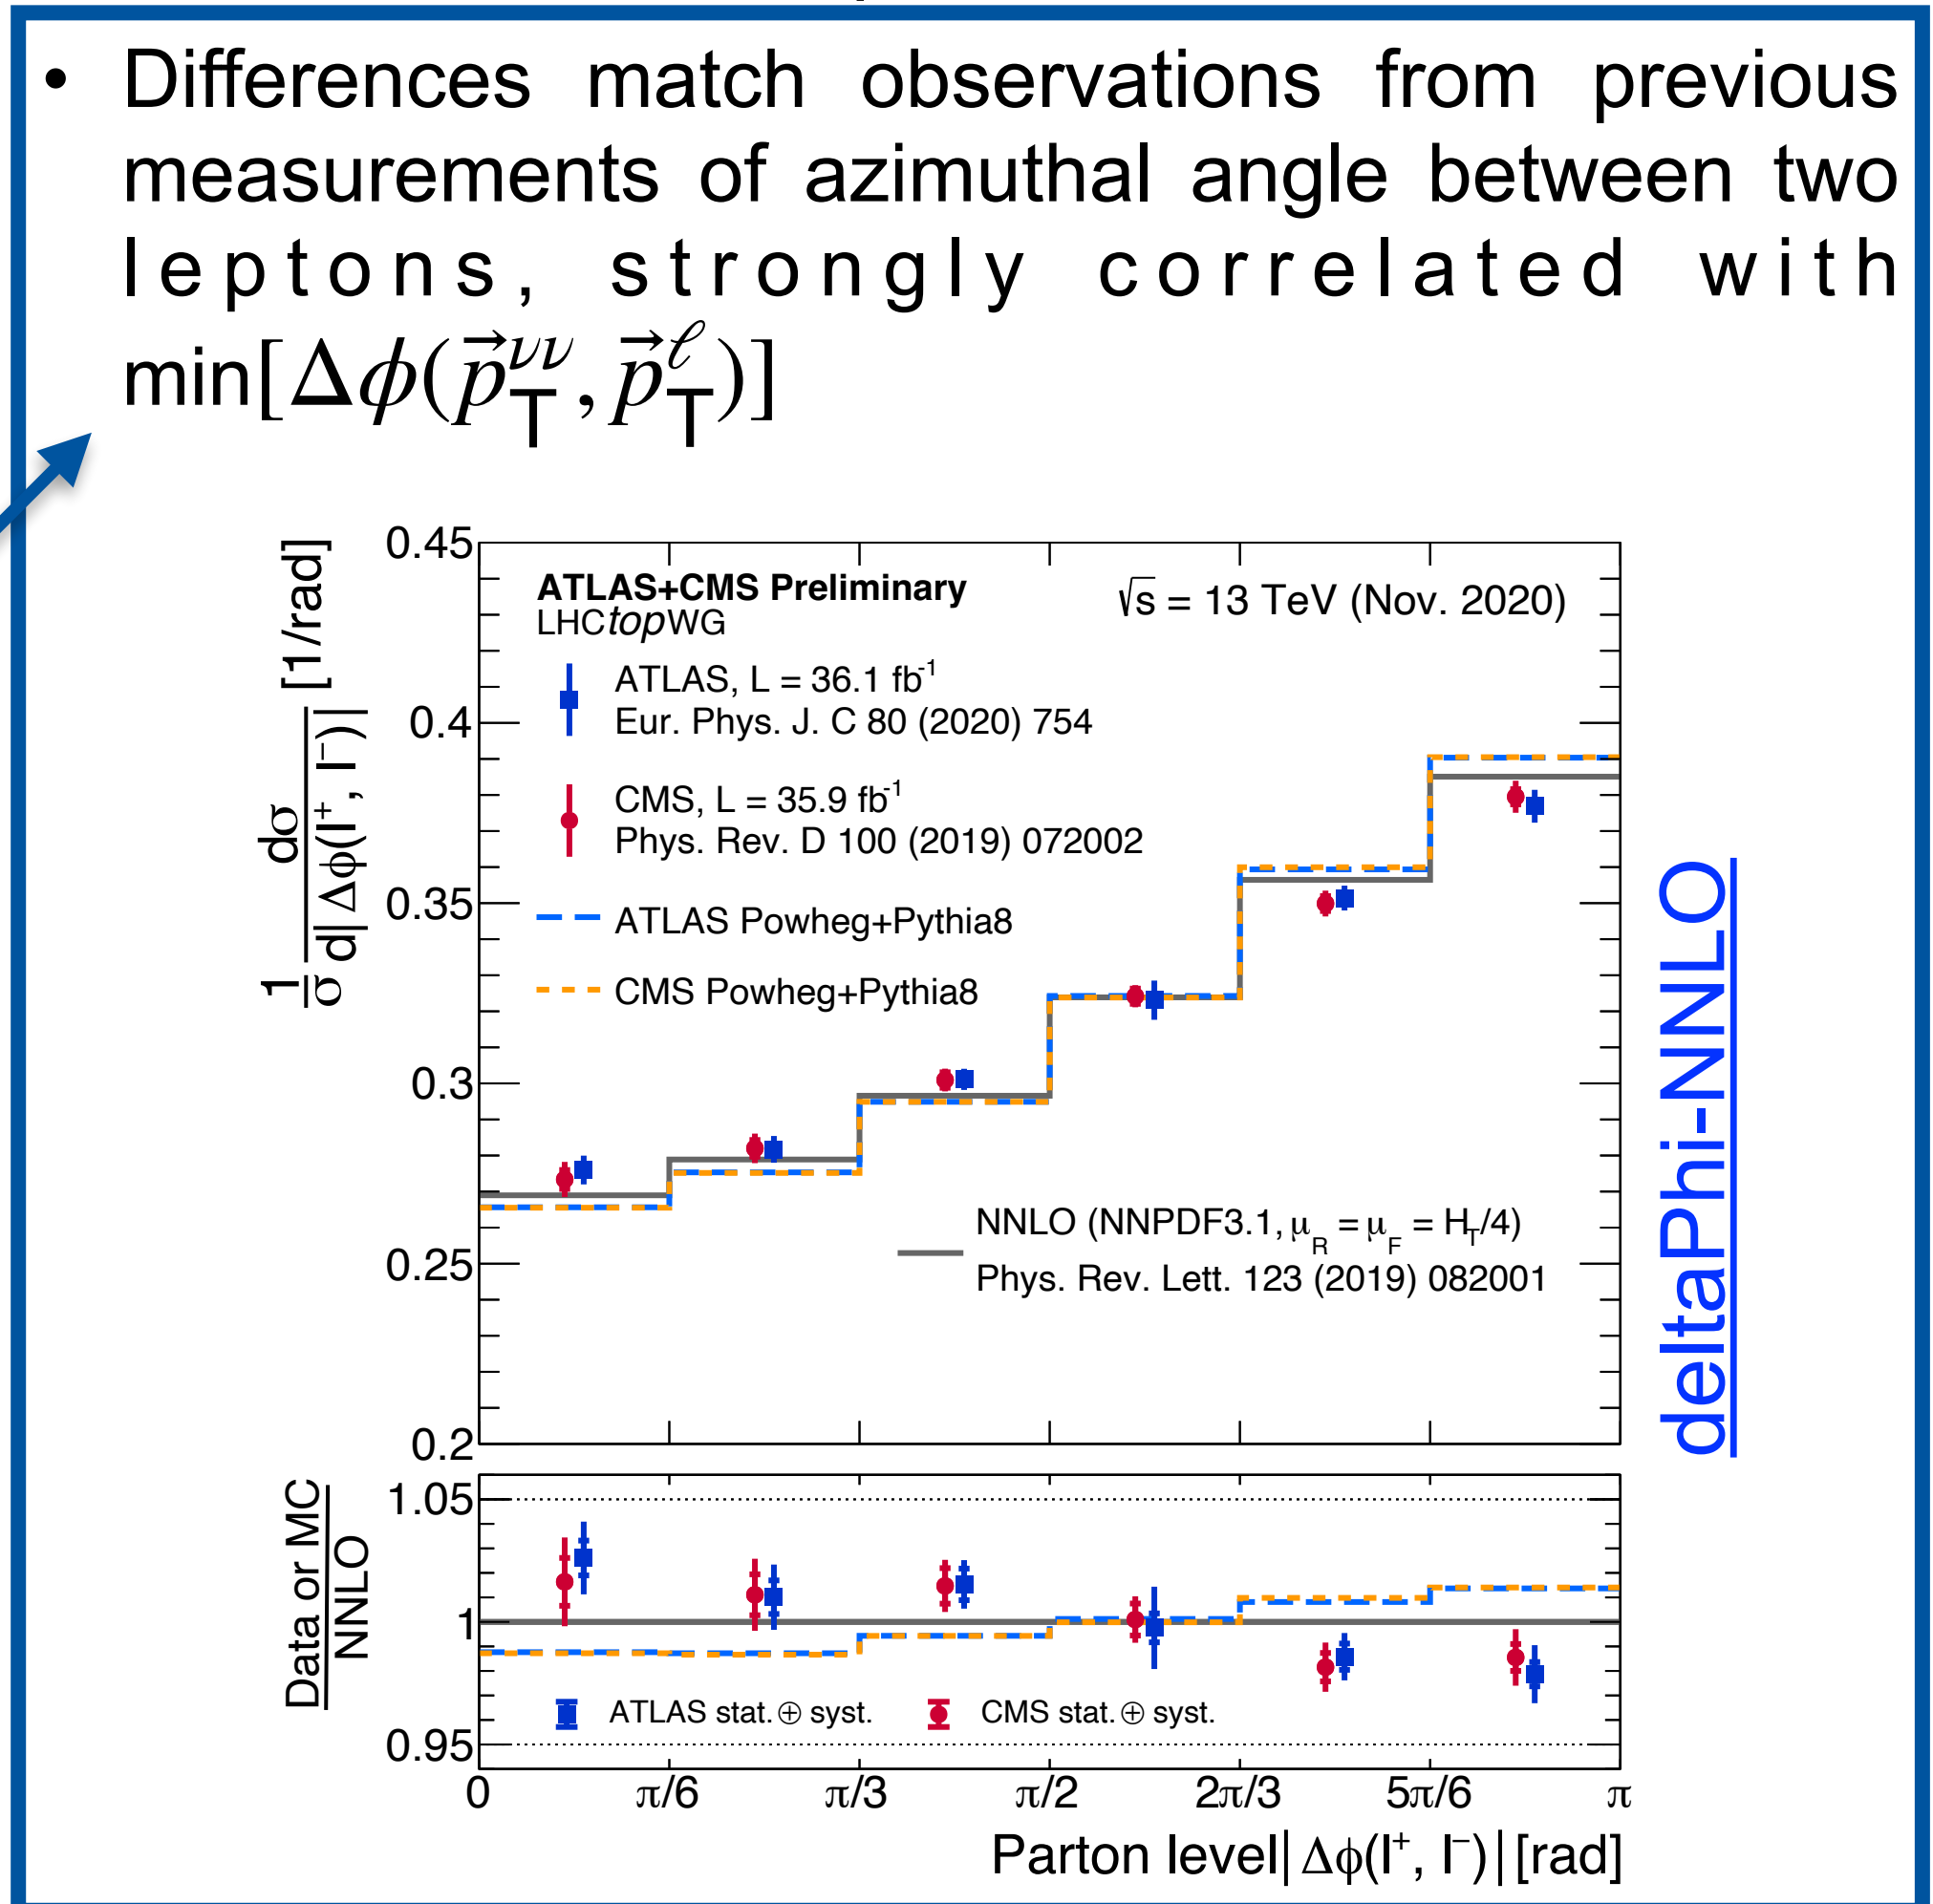 • Differences match observations from previous
measurements of azimuthal angle between two
leptons, strongly correlated with
min[Δϕ(p⃗_T^νν, p⃗_T^ℓ)]
1/σ dσ/d|Δϕ(l⁺, l⁻)| [1/rad]
0.45
0.4
0.35
0.3
0.25
0.2
ATLAS+CMS Preliminary
LHCtopWG
√s = 13 TeV (Nov. 2020)
ATLAS, L = 36.1 fb⁻¹
Eur. Phys. J. C 80 (2020) 754
CMS, L = 35.9 fb⁻¹
Phys. Rev. D 100 (2019) 072002
ATLAS Powheg+Pythia8
CMS Powheg+Pythia8
NNLO (NNPDF3.1, μ_R = μ_F = H_T/4)
Phys. Rev. Lett. 123 (2019) 082001
deltaPhi-NNLO
Data or MC
NNLO
1.05
1
0.95
ATLAS stat. ⊕ syst.
CMS stat. ⊕ syst.
0 π/6 π/3 π/2 2π/3 5π/6 π
Parton level|Δϕ(l⁺, l⁻)| [rad]